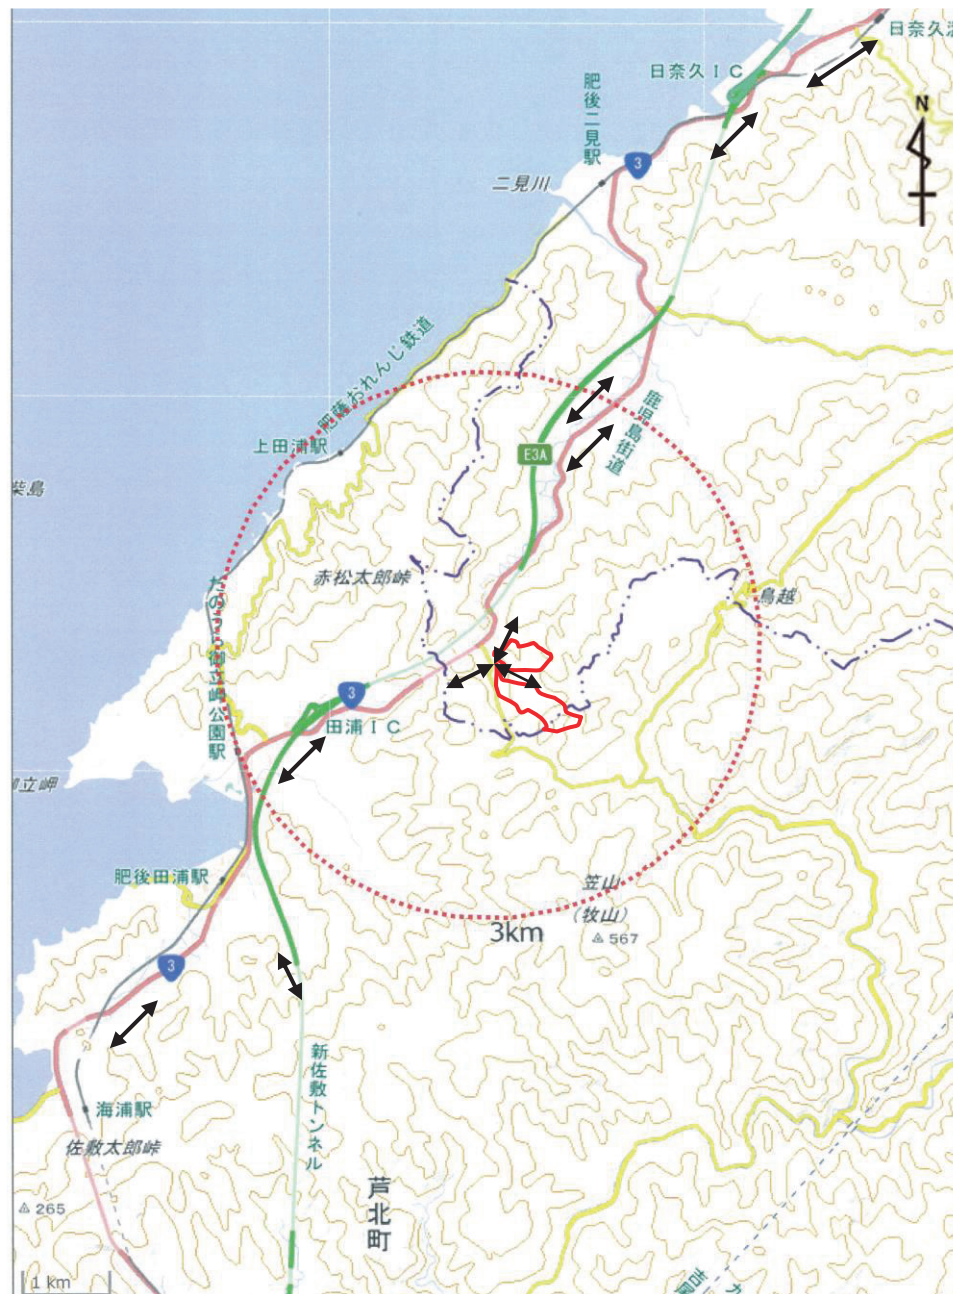 日奈久温
日奈久IC
肥後二見駅
N
3
二見川
肥薩おれんじ鉄道
鹿児島街道
上田浦駅
E3A
柴島
赤松太郎峠
鳥越
たのうら御立岬公園駅
3
田浦IC
御立岬
肥後田浦駅
笠山
(牧山)
3km
567
3
新佐敷トンネル
海浦駅
佐敷太郎峠
芦北町
265
1 km